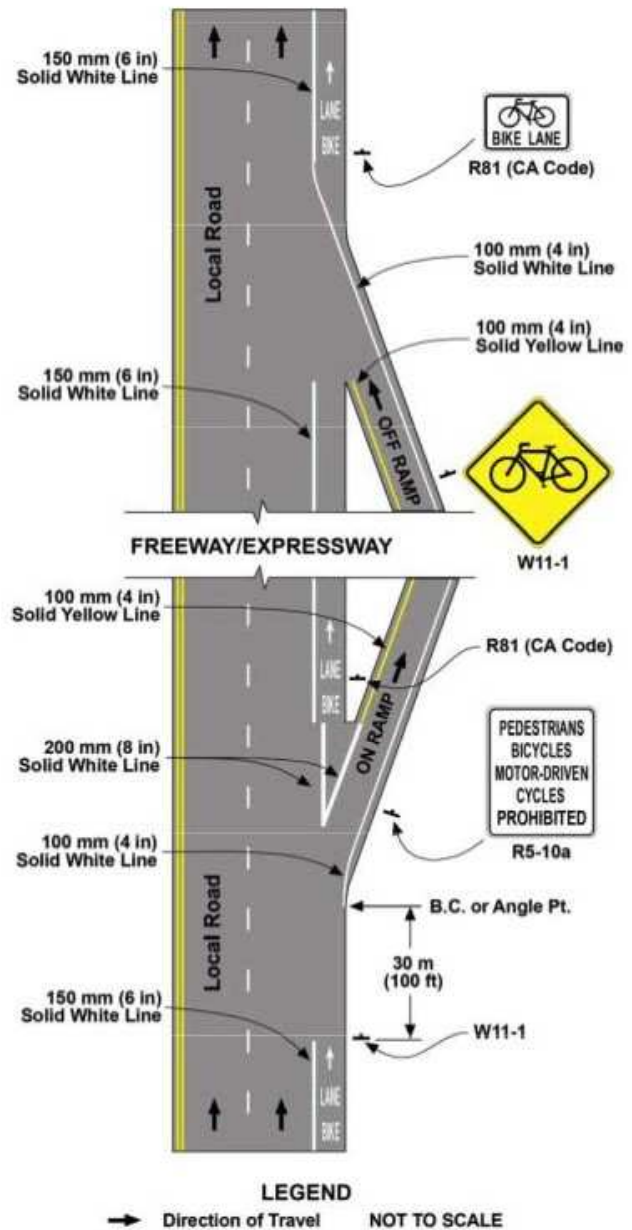 150 mm (6 in)
Solid White Line
LANE
BIKE
BIKE LANE
R81 (CA Code)
Local Road
100 mm (4 in)
Solid White Line
100 mm (4 in)
Solid Yellow Line
150 mm (6 in)
Solid White Line
OFF RAMP
W11-1
FREEWAY/EXPRESSWAY
100 mm (4 in)
Solid Yellow Line
R81 (CA Code)
LANE
BIKE
ON RAMP
PEDESTRIANS
BICYCLES
MOTOR-DRIVEN
CYCLES
PROHIBITED
R5-10a
200 mm (8 in)
Solid White Line
100 mm (4 in)
Solid White Line
B.C. or Angle Pt.
Local Road
30 m
(100 ft)
150 mm (6 in)
Solid White Line
W11-1
LANE
BIKE
LEGEND
Direction of Travel
NOT TO SCALE